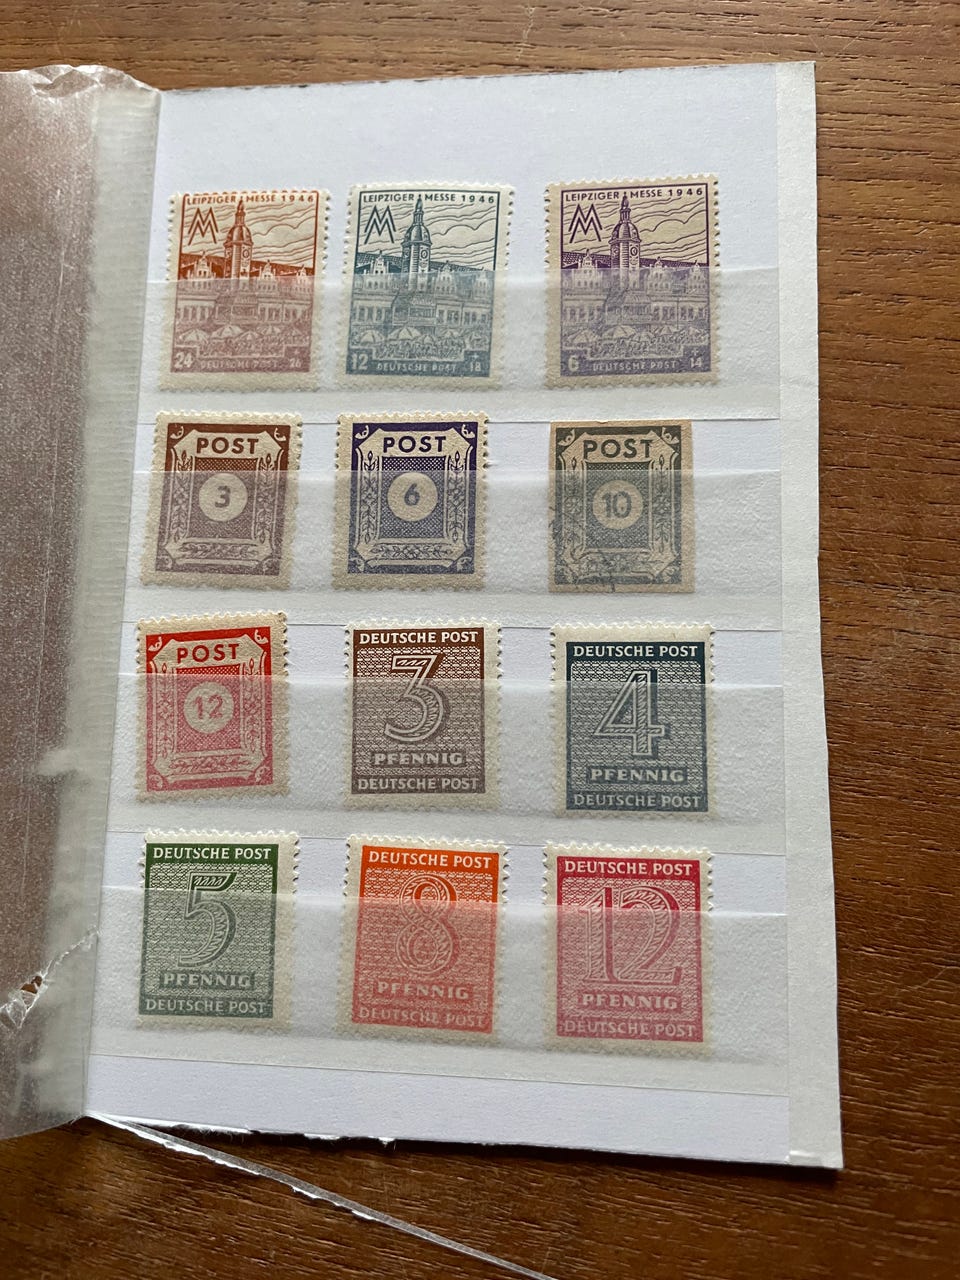 LEIPZIGER MESSE 1946
MM
24 + 26
DEUTSCHE POST
LEIPZIGER MESSE 1946
MM
12 + 18
DEUTSCHE POST
LEIPZIGER MESSE 1946
MM
6 + 14
DEUTSCHE POST
POST
3
POST
6
POST
10
POST
12
DEUTSCHE POST
3
PFENNIG
DEUTSCHE POST
DEUTSCHE POST
4
PFENNIG
DEUTSCHE POST
DEUTSCHE POST
5
PFENNIG
DEUTSCHE POST
DEUTSCHE POST
8
PFENNIG
DEUTSCHE POST
DEUTSCHE POST
12
PFENNIG
DEUTSCHE POST